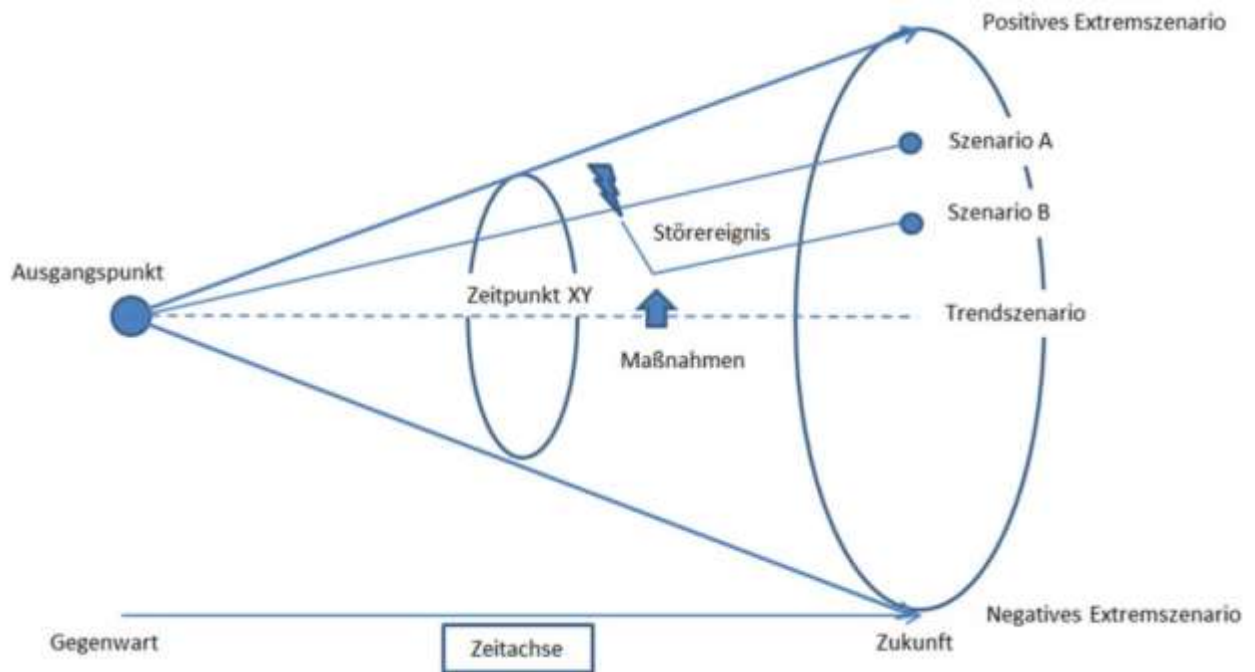 Positives Extremszenario
Szenario A
Szenario B
Störereignis
Ausgangspunkt
Zeitpunkt XY
Trendszenario
Maßnahmen
Negatives Extremszenario
Gegenwart
Zeitachse
Zukunft